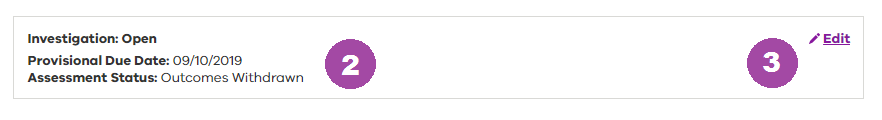 Investigation: Open
Edit
Provisional Due Date: 09/10/2019
2
3
Assessment Status: Outcomes Withdrawn